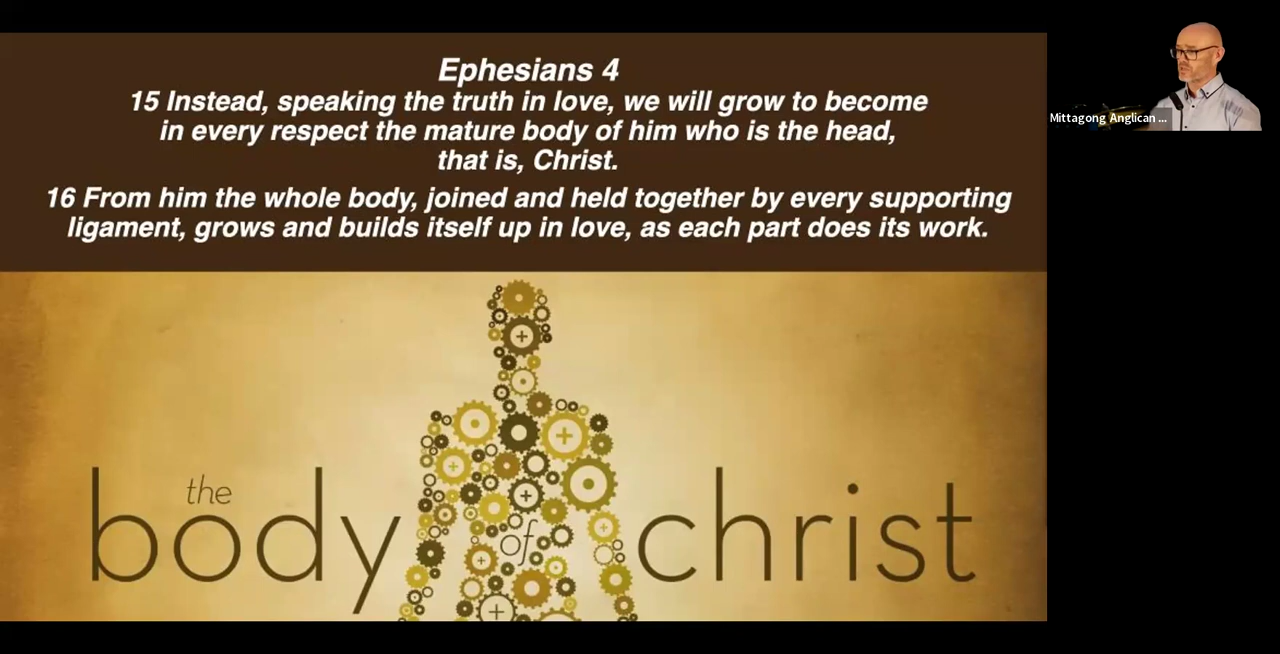 Ephesians 4
15 Instead, speaking the truth in love, we will grow to become
in every respect the mature body of him who is the head,
that is, Christ.
16 From him the whole body, joined and held together by every supporting
ligament, grows and builds itself up in love, as each part does its work.
the
body of christ
Mittagong Anglican ...